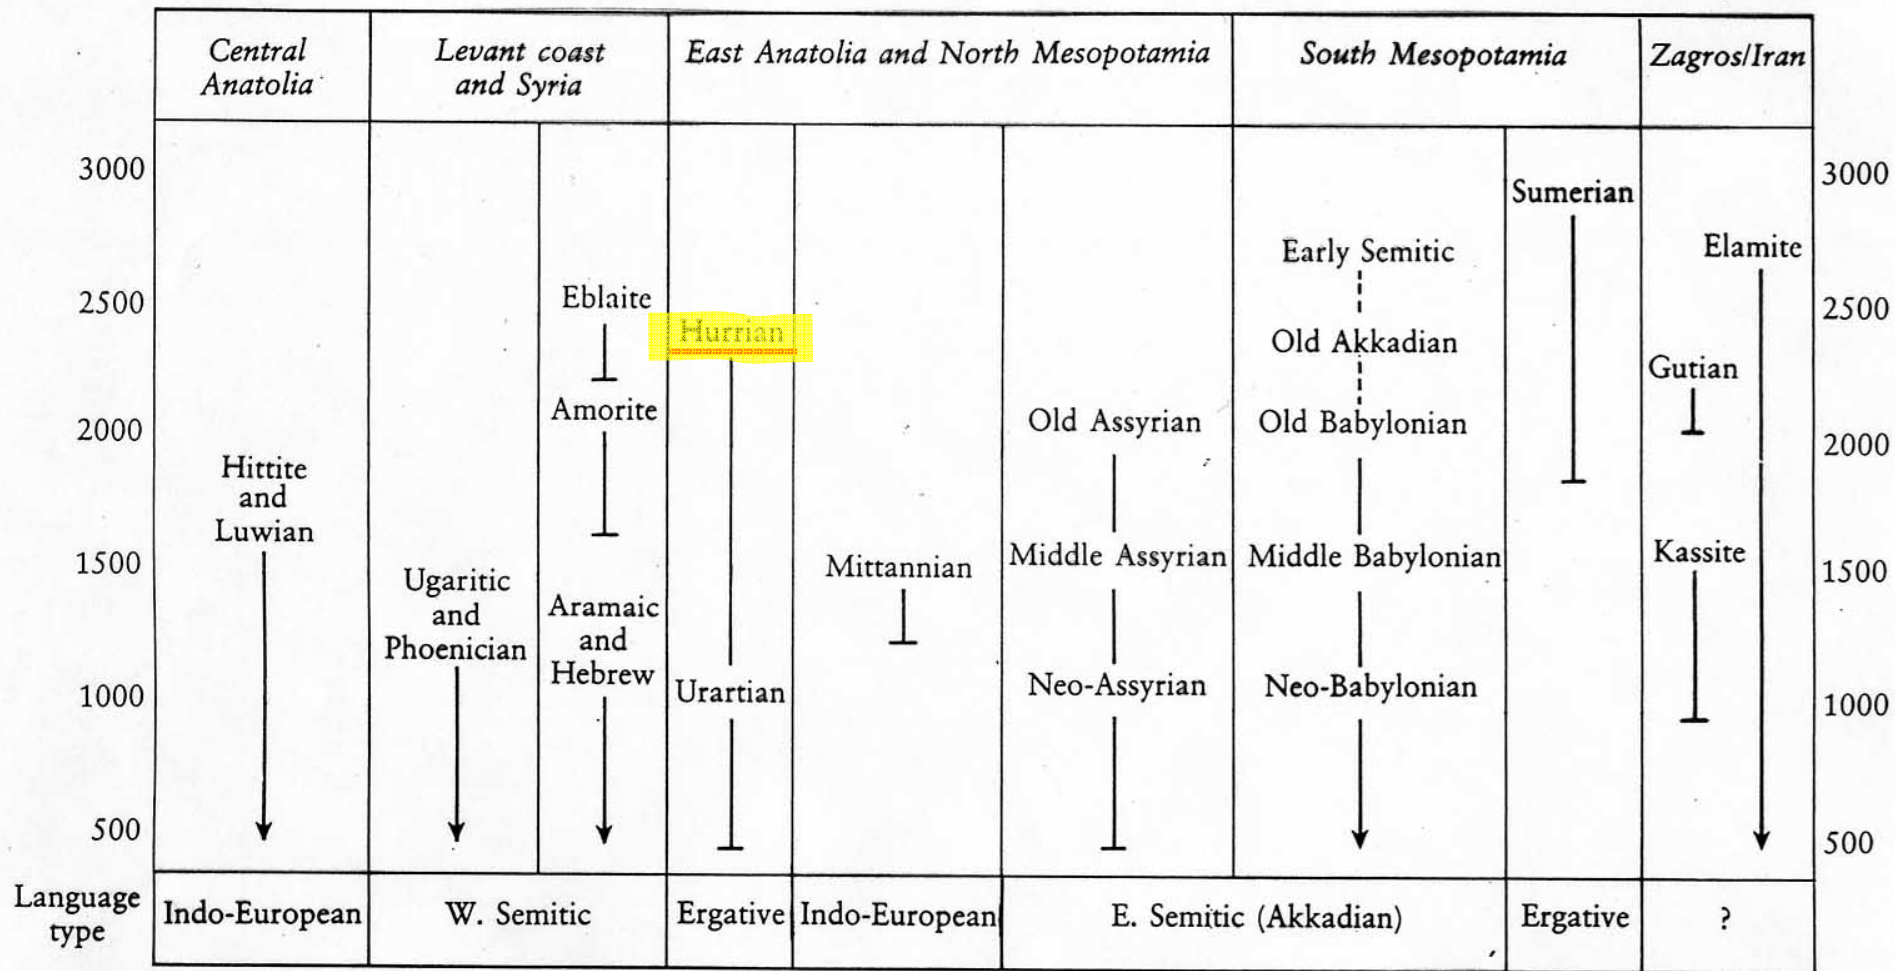 Central
Anatolia
Levant coast
and Syria
East Anatolia and North Mesopotamia
South Mesopotamia
Zagros/Iran
3000
3000
Sumerian
Early Semitic
Elamite
Eblaite
2500
2500
Hurrian
Old Akkadian
Gutian
Amorite
Old Assyrian
Old Babylonian
2000
2000
Hittite
and
Luwian
1500
Mittannian
Middle Assyrian
Middle Babylonian
Kassite
1500
Ugaritic
and
Phoenician
Aramaic
and
Hebrew
1000
Urartian
Neo-Assyrian
Neo-Babylonian
1000
500
500
Language
type
Indo-European
W. Semitic
Ergative
Indo-European
E. Semitic (Akkadian)
Ergative
?